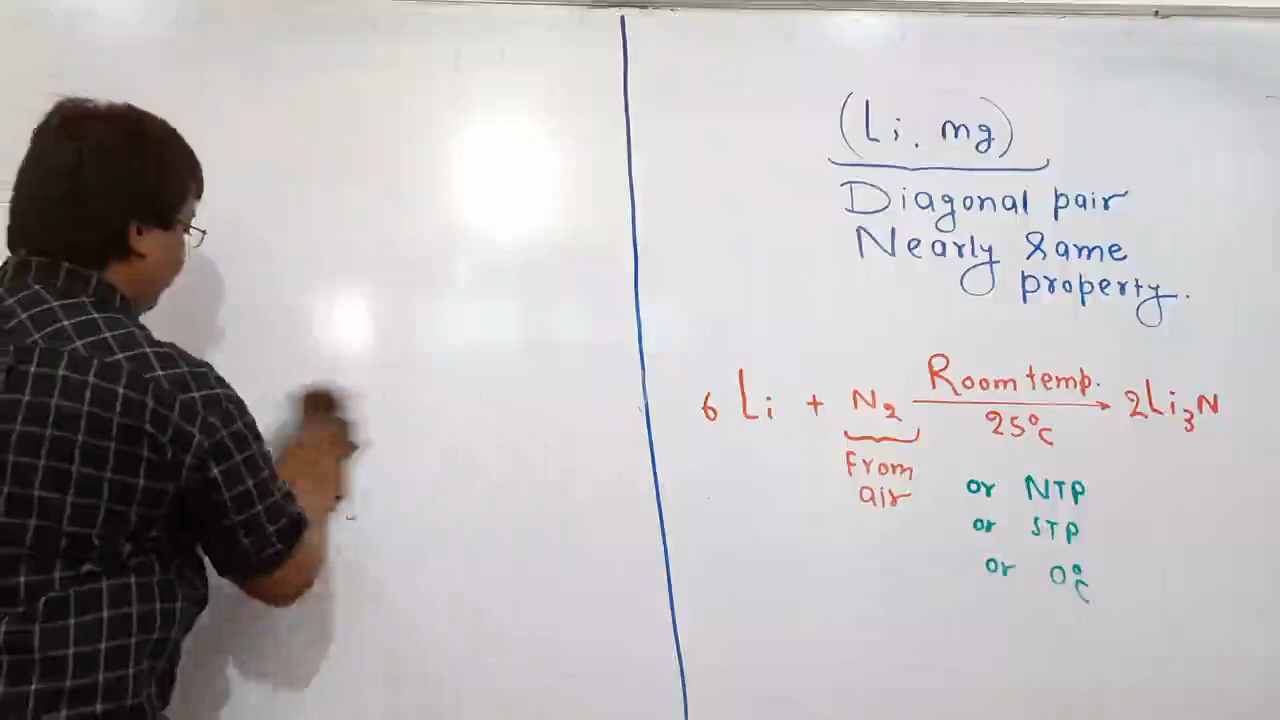 (Li, mg)
Diagonal pair
Nearly same
property.
6 Li + N₂ Room temp. 25°C → 2Li₃N
From
air
or NTP
or STP
or 0°C